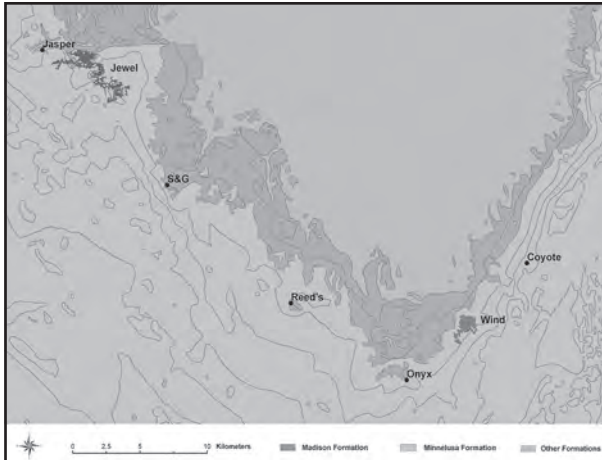 Jasper
Jewel
S&G
Coyote
Reed's
Wind
Onyx
0 2.5 5 10 Kilometers Madison Formation Minnelusa Formation Other Formations